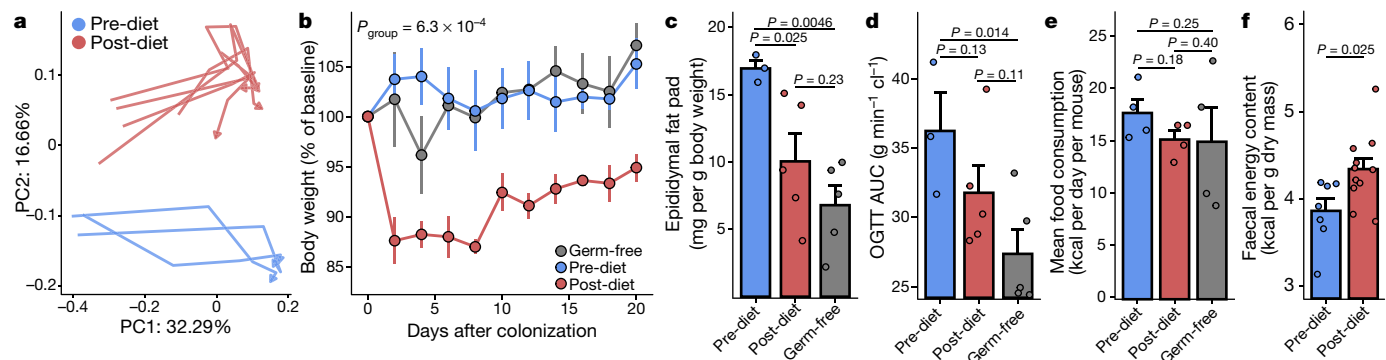 a
Pre-diet
Post-diet
0.1
0
−0.1
−0.2
PC2: 16.66%
−0.4
−0.2
0
0.2
PC1: 32.29%
b
P group = 6.3 × 10−4
105
100
95
90
85
Body weight (% of baseline)
Germ-free
Pre-diet
Post-diet
0
5
10
15
20
Days after colonization
c
20
15
10
5
0
Epididymal fat pad
(mg per g body weight)
P = 0.0046
P = 0.025
P = 0.23
Pre-diet
Post-diet
Germ-free
d
40
35
30
25
OGTT AUC (g min−1 cl−1)
P = 0.014
P = 0.13
P = 0.11
Pre-diet
Post-diet
Germ-free
e
25
20
15
10
5
0
Mean food consumption
(kcal per day per mouse)
P = 0.25
P = 0.40
P = 0.18
Pre-diet
Post-diet
Germ-free
f
6
5
4
3
Faecal energy content
(kcal per g dry mass)
P = 0.025
Pre-diet
Post-diet